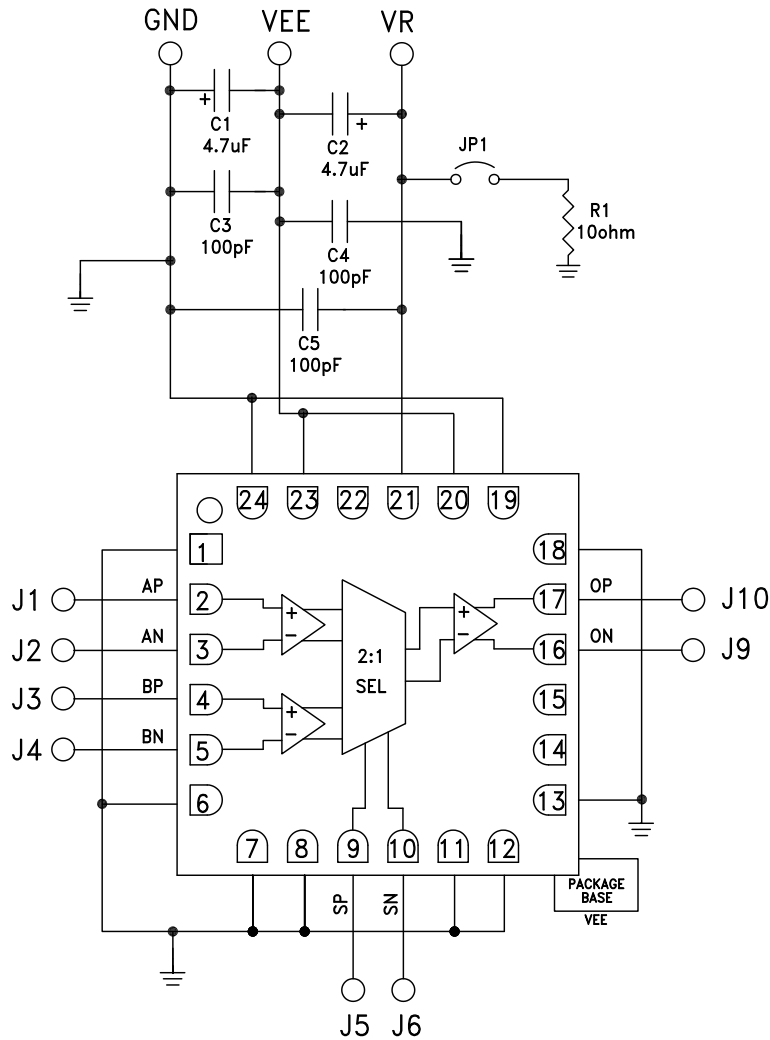 GND VEE VR
+
C1
4.7uF
C2
4.7uF
+
JP1
C3
100pF
C4
100pF
R1
10ohm
C5
100pF
24 23 22 21 20 19
1 18
J1 AP 2 + 17 OP J10
J2 AN 3 − − 16 ON J9
2:1
SEL
J3 BP 4 + 15
J4 BN 5 − 14
6 13
7 8 9 10 11 12
SP SN
PACKAGE
BASE
VEE
J5 J6